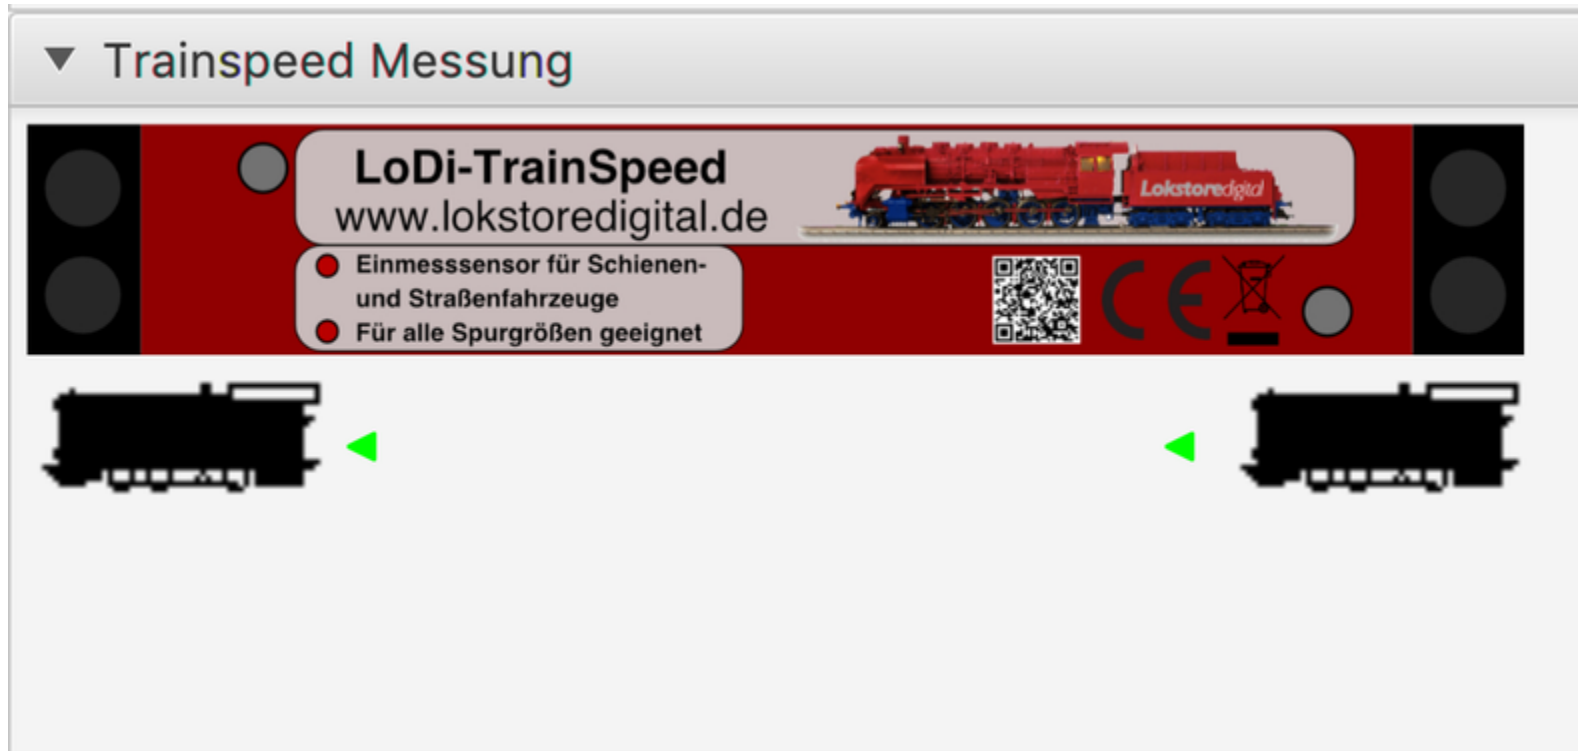 Trainspeed Messung
LoDi-TrainSpeed
www.lokstoredigital.de
Lokstoredigital
Einmesssensor für Schienen-
und Straßenfahrzeuge
Für alle Spurgrößen geeignet
CE